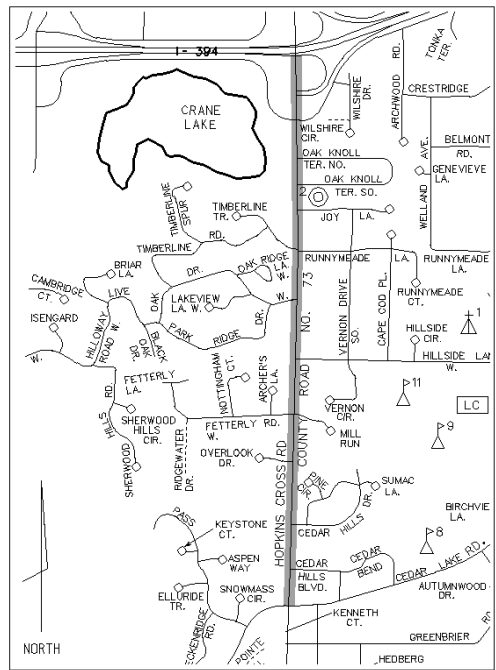 I- 394
TONKA
TER.
CRANE
LAKE
ARCHWOOD RD.
CRESTRIDGE
WILSHIRE
DR.
WILSHIRE
CIR.
WELLAND AVE.
BELMONT
RD.
GENEVIEVE
LA.
OAK KNOLL
TER. NO.
OAK KNOLL
TER. SO.
2
TIMBERLINE
SPUR
TIMBERLINE
TR.
JOY LA.
TIMBERLINE RD.
RUNNYMEADE LA.
RUNNYMEADE
LA.
BRIAR
LA.
OAK RIDGE
LA. W.
CAMBRIDGE
CT.
LIVE OAK DR.
LAKEVIEW
LA. W.
RUNNYMEADE
CT.
VERNON DRIVE
SO.
CAPE COD PL.
ISENGARD
HILLOWAY
ROAD W.
BLACK
OAK
DR.
PARK RIDGE DR. W.
HILLSIDE
CIR.
1
W.
HILLSIDE LA
W.
FETTERLY
LA.
NOTTINGHAM
CT.
ARCHER'S
LA.
11
LC
SHERWOOD HILLS RD.
SHERWOOD
HILLS
CIR.
VERNON
CIR.
FETTERLY RD.
W.
MILL
RUN
9
RIDGEWATER
DR.
OVERLOOK
DR.
HOPKINS CROSS RD
COUNTY ROAD NO. 73
PINE
CIR.
SUMAC
LA.
CEDAR HILLS DR.
BIRCHVIE
LA.
PASS
KEYSTONE
CT.
8
ASPEN
WAY
CEDAR
HILLS
BLVD.
CEDAR
BEND
CEDAR LAKE RD.
ELLURIDE
TR.
SNOWMASS
CIR.
AUTUMNWOOD
DR.
KENNETH
CT.
ECKENRIDGE
RD.
POINTE
GREENBRIER
RD
NORTH
HEDBERG